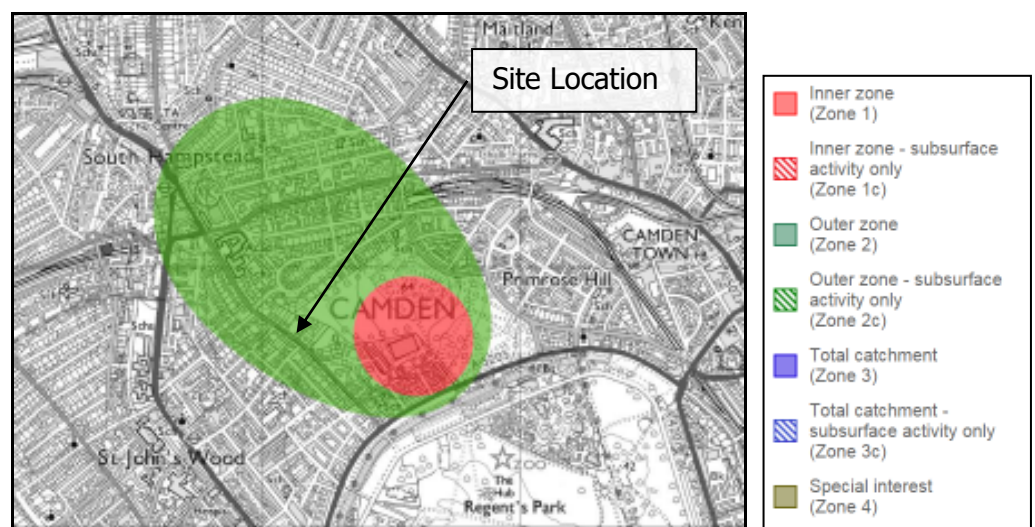 Maitland
Site Location
South Hampstead
CAMDEN
TOWN
Primrose Hill
CAMDEN
St John's Wood
ZOO
The
Hub
Regent's Park
42
Inner zone
(Zone 1)
Inner zone - subsurface
activity only
(Zone 1c)
Outer zone
(Zone 2)
Outer zone - subsurface
activity only
(Zone 2c)
Total catchment
(Zone 3)
Total catchment -
subsurface activity only
(Zone 3c)
Special interest
(Zone 4)